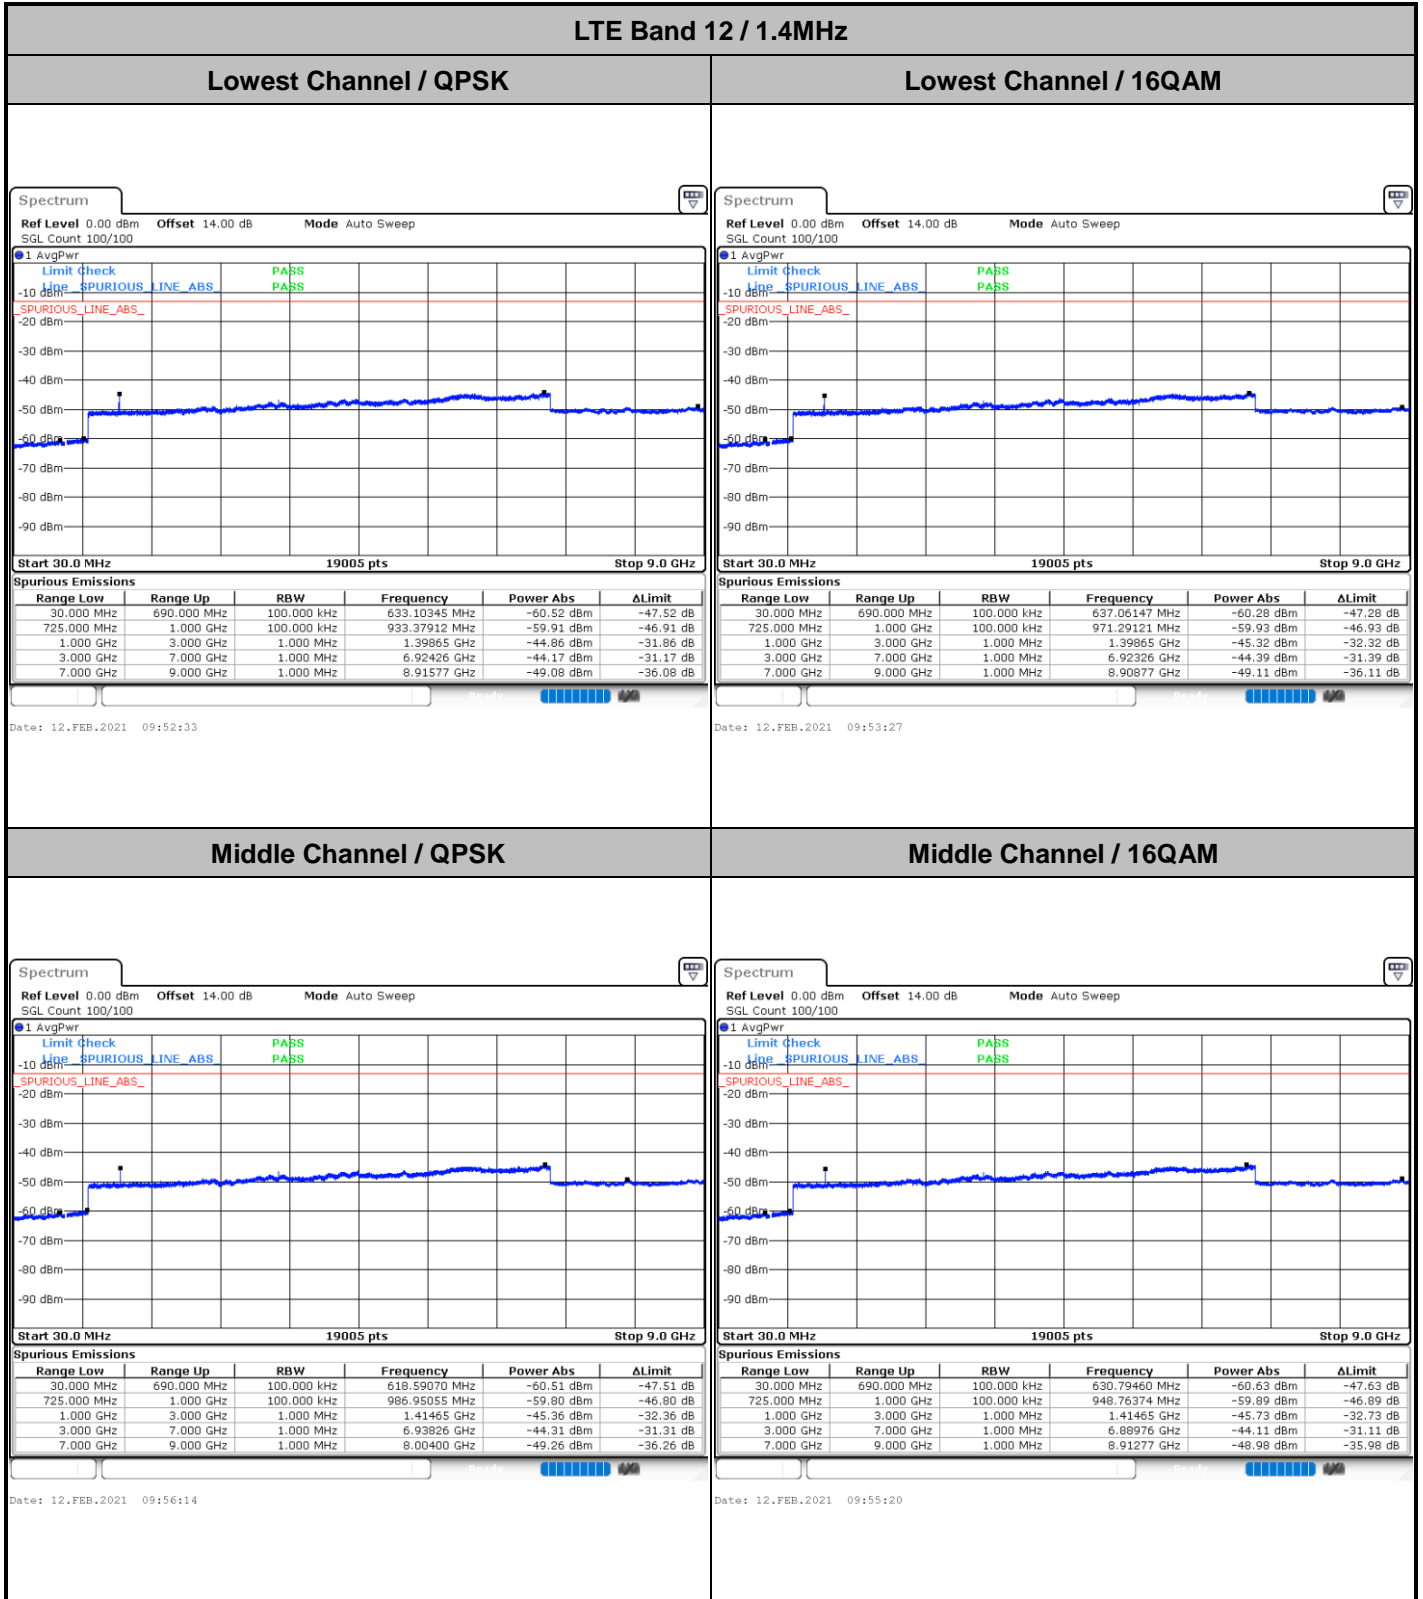 LTE Band 12 / 1.4MHz
Lowest Channel / QPSK
Lowest Channel / 16QAM
Spectrum
Ref Level 0.00 dBm Offset 14.00 dB Mode Auto Sweep
SGL Count 100/100
1 AvgPwr
Limit Check PASS
Line _SPURIOUS_LINE_ABS_ PASS
-10 dBm
_SPURIOUS_LINE_ABS_
-20 dBm
-30 dBm
-40 dBm
-50 dBm
-60 dBm
-70 dBm
-80 dBm
-90 dBm
Start 30.0 MHz 19005 pts Stop 9.0 GHz
Spurious Emissions
Range Low Range Up RBW Frequency Power Abs ΔLimit
30.000 MHz 690.000 MHz 100.000 kHz 633.10345 MHz -60.52 dBm -47.52 dB
725.000 MHz 1.000 GHz 100.000 kHz 933.37912 MHz -59.91 dBm -46.91 dB
1.000 GHz 3.000 GHz 1.000 MHz 1.39865 GHz -44.86 dBm -31.86 dB
3.000 GHz 7.000 GHz 1.000 MHz 6.92426 GHz -44.17 dBm -31.17 dB
7.000 GHz 9.000 GHz 1.000 MHz 8.91577 GHz -49.08 dBm -36.08 dB
Ready
Date: 12.FEB.2021 09:52:33
Spectrum
Ref Level 0.00 dBm Offset 14.00 dB Mode Auto Sweep
SGL Count 100/100
1 AvgPwr
Limit Check PASS
Line _SPURIOUS_LINE_ABS_ PASS
-10 dBm
_SPURIOUS_LINE_ABS_
-20 dBm
-30 dBm
-40 dBm
-50 dBm
-60 dBm
-70 dBm
-80 dBm
-90 dBm
Start 30.0 MHz 19005 pts Stop 9.0 GHz
Spurious Emissions
Range Low Range Up RBW Frequency Power Abs ΔLimit
30.000 MHz 690.000 MHz 100.000 kHz 637.06147 MHz -60.28 dBm -47.28 dB
725.000 MHz 1.000 GHz 100.000 kHz 971.29121 MHz -59.93 dBm -46.93 dB
1.000 GHz 3.000 GHz 1.000 MHz 1.39865 GHz -45.32 dBm -32.32 dB
3.000 GHz 7.000 GHz 1.000 MHz 6.92326 GHz -44.39 dBm -31.39 dB
7.000 GHz 9.000 GHz 1.000 MHz 8.90877 GHz -49.11 dBm -36.11 dB
Ready
Date: 12.FEB.2021 09:53:27
Middle Channel / QPSK
Middle Channel / 16QAM
Spectrum
Ref Level 0.00 dBm Offset 14.00 dB Mode Auto Sweep
SGL Count 100/100
1 AvgPwr
Limit Check PASS
Line _SPURIOUS_LINE_ABS_ PASS
-10 dBm
_SPURIOUS_LINE_ABS_
-20 dBm
-30 dBm
-40 dBm
-50 dBm
-60 dBm
-70 dBm
-80 dBm
-90 dBm
Start 30.0 MHz 19005 pts Stop 9.0 GHz
Spurious Emissions
Range Low Range Up RBW Frequency Power Abs ΔLimit
30.000 MHz 690.000 MHz 100.000 kHz 618.59070 MHz -60.51 dBm -47.51 dB
725.000 MHz 1.000 GHz 100.000 kHz 986.95055 MHz -59.80 dBm -46.80 dB
1.000 GHz 3.000 GHz 1.000 MHz 1.41465 GHz -45.36 dBm -32.36 dB
3.000 GHz 7.000 GHz 1.000 MHz 6.93826 GHz -44.31 dBm -31.31 dB
7.000 GHz 9.000 GHz 1.000 MHz 8.00400 GHz -49.26 dBm -36.26 dB
Ready
Date: 12.FEB.2021 09:56:14
Spectrum
Ref Level 0.00 dBm Offset 14.00 dB Mode Auto Sweep
SGL Count 100/100
1 AvgPwr
Limit Check PASS
Line _SPURIOUS_LINE_ABS_ PASS
-10 dBm
_SPURIOUS_LINE_ABS_
-20 dBm
-30 dBm
-40 dBm
-50 dBm
-60 dBm
-70 dBm
-80 dBm
-90 dBm
Start 30.0 MHz 19005 pts Stop 9.0 GHz
Spurious Emissions
Range Low Range Up RBW Frequency Power Abs ΔLimit
30.000 MHz 690.000 MHz 100.000 kHz 630.79460 MHz -60.63 dBm -47.63 dB
725.000 MHz 1.000 GHz 100.000 kHz 948.76374 MHz -59.89 dBm -46.89 dB
1.000 GHz 3.000 GHz 1.000 MHz 1.41465 GHz -45.73 dBm -32.73 dB
3.000 GHz 7.000 GHz 1.000 MHz 6.88976 GHz -44.11 dBm -31.11 dB
7.000 GHz 9.000 GHz 1.000 MHz 8.91277 GHz -48.98 dBm -35.98 dB
Ready
Date: 12.FEB.2021 09:55:20